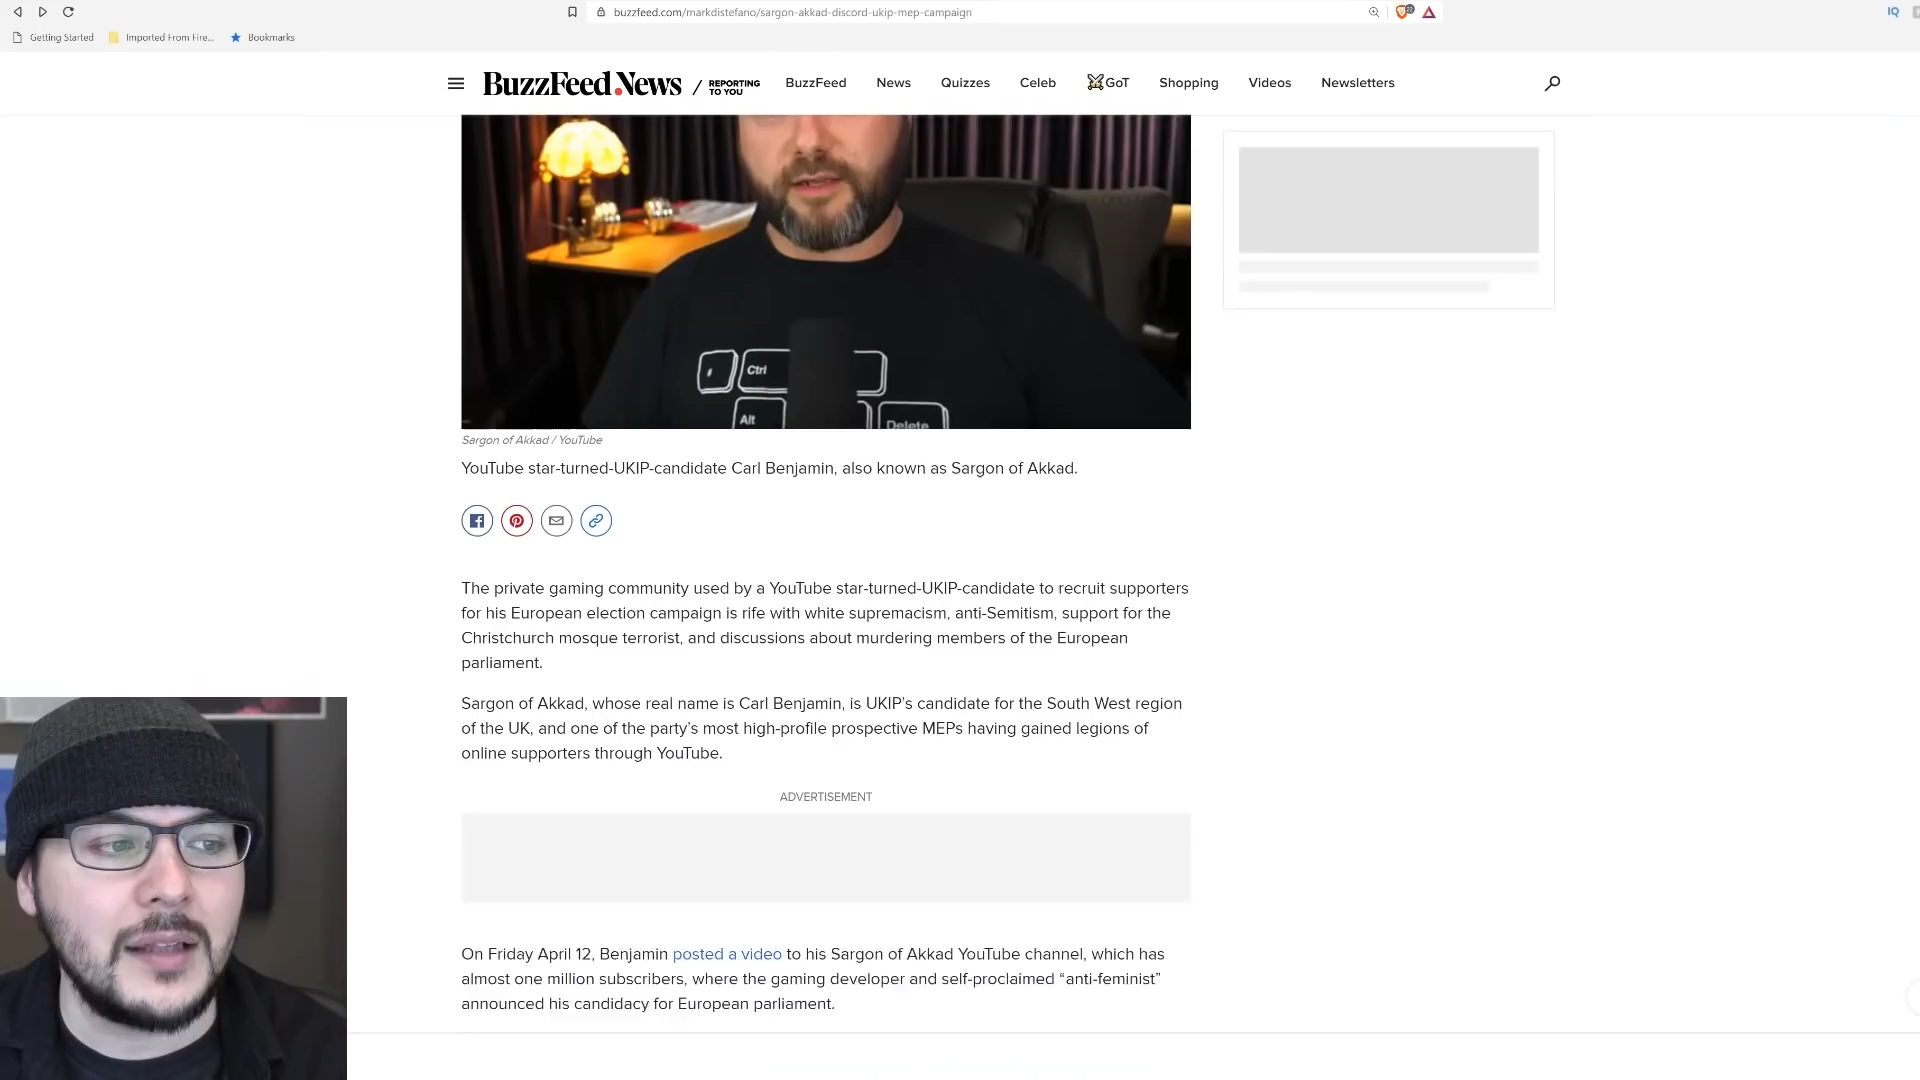 buzzfeed.com/markdistefano/sargon-akkad-discord-ukip-mep-campaign
IQ
Getting Started
Imported From Fire...
Bookmarks
BuzzFeed News / REPORTING TO YOU
BuzzFeed
News
Quizzes
Celeb
GoT
Shopping
Videos
Newsletters
Ctrl
Alt
Delete
Sargon of Akkad / YouTube
YouTube star-turned-UKIP-candidate Carl Benjamin, also known as Sargon of Akkad.
The private gaming community used by a YouTube star-turned-UKIP-candidate to recruit supporters
for his European election campaign is rife with white supremacism, anti-Semitism, support for the
Christchurch mosque terrorist, and discussions about murdering members of the European
parliament.
Sargon of Akkad, whose real name is Carl Benjamin, is UKIP’s candidate for the South West region
of the UK, and one of the party’s most high-profile prospective MEPs having gained legions of
online supporters through YouTube.
ADVERTISEMENT
On Friday April 12, Benjamin posted a video to his Sargon of Akkad YouTube channel, which has
almost one million subscribers, where the gaming developer and self-proclaimed “anti-feminist”
announced his candidacy for European parliament.